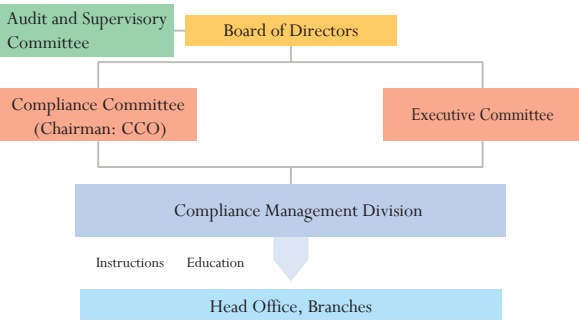 Audit and Supervisory
Committee
Board of Directors
Compliance Committee
(Chairman: CCO)
Executive Committee
Compliance Management Division
Instructions Education
Head Office, Branches